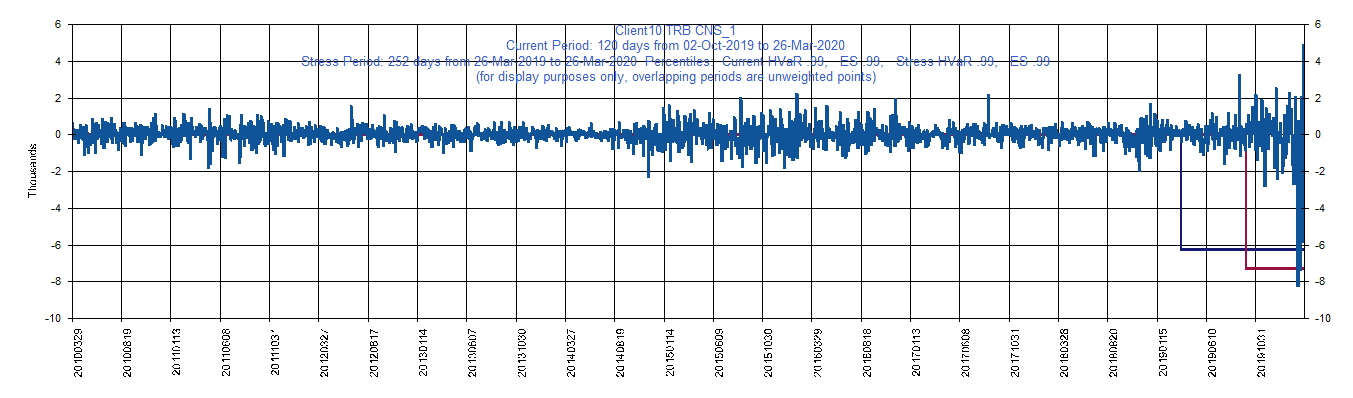 Client10 TRB CNS_1
Current Period: 120 days from 02-Oct-2019 to 26-Mar-2020
Stress Period: 252 days from 26-Mar-2019 to 26-Mar-2020 Percentiles: Current HVaR .99, ES .99, Stress HVaR .99, ES .99
(for display purposes only, overlapping periods are unweighted points)
6 6
4 4
2 2
0 0
-2 -2
-4 -4
-6 -6
-8 -8
-10 -10
Thousands
20100329 20100819 20110113 20110608 20111031 20120327 20120817 20130114 20130607 20131030 20140327 20140819 20150114 20150609 20151030 20160329 20160818 20170113 20170608 20171031 20180328 20180820 20190115 20190610 20191031